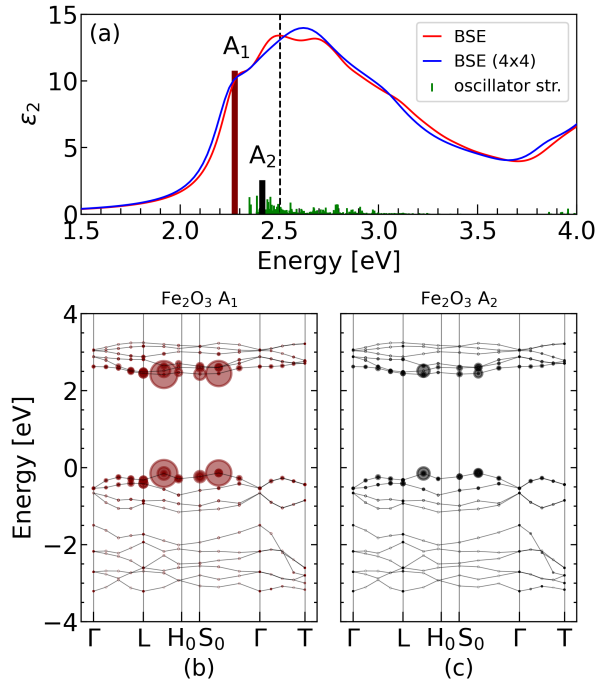 (a)
A₁
A₂
BSE
BSE (4x4)
oscillator str.
ε₂
15
10
5
0
1.5 2.0 2.5 3.0 3.5 4.0
Energy [eV]
Fe₂O₃ A₁
Fe₂O₃ A₂
Energy [eV]
4
2
0
−2
−4
Γ L H₀ S₀ Γ T
Γ L H₀ S₀ Γ T
(b)
(c)